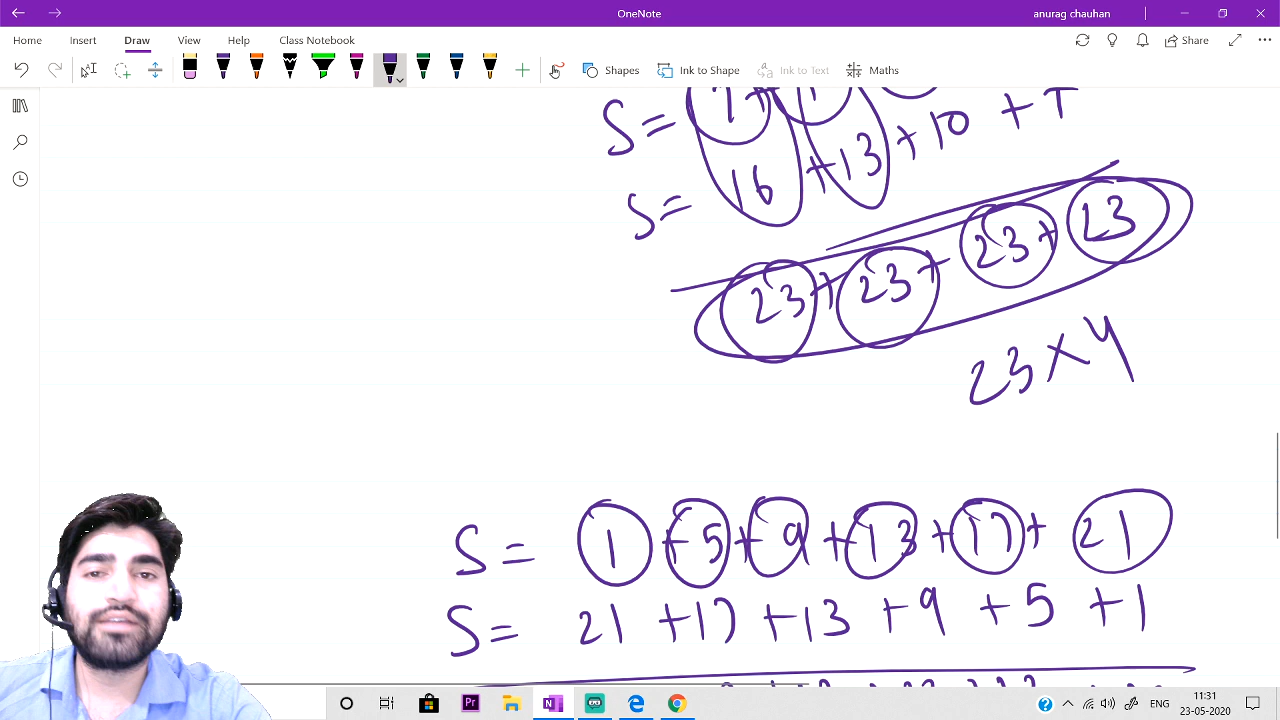 OneNote
anurag chauhan
Home Insert Draw View Help Class Notebook
Share
Shapes Ink to Shape Ink to Text Maths
S=
S= 16 +13 +10 +7
23 + 23 + 23 + 23
23 × 4
S = 1 +5 +9 +13 +17 + 21
S = 21 +17 +13 +9 +5 +1
ENG
11:31
23-05-2020